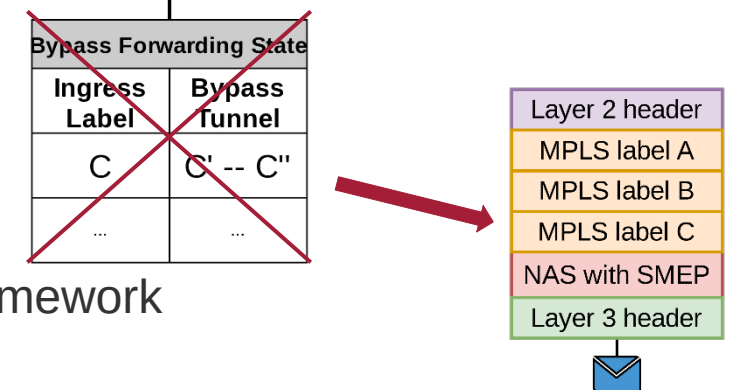 Bypass Forwarding State
Ingress Label
Bypass Tunnel
C
C' -- C"
...
...
mework
Layer 2 header
MPLS label A
MPLS label B
MPLS label C
NAS with SMEP
Layer 3 header